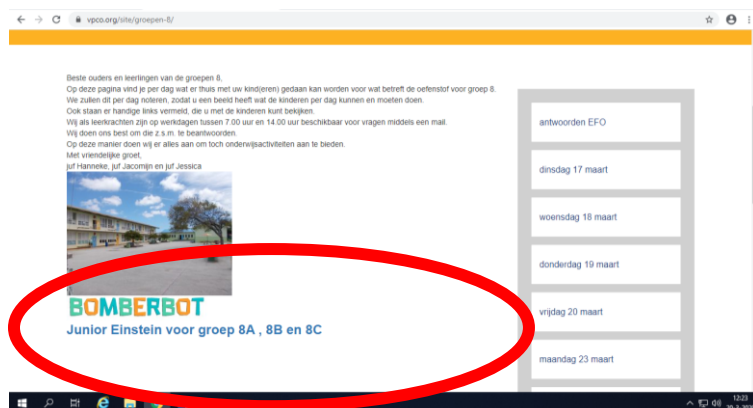 vpco.org/site/groepen-8/
Beste ouders en leerlingen van de groepen 8,
Op deze pagina vind je per dag wat er thuis met uw kind(eren) gedaan kan worden voor wat betreft de oefenstof voor groep 8.
We zullen dit per dag noteren, zodat u een beeld heeft wat de kinderen per dag kunnen en moeten doen.
Ook staan er handige links vermeld, die u met de kinderen kunt bekijken.
Wij als leerkrachten zijn op werkdagen tussen 7.00 uur en 14.00 uur beschikbaar voor vragen middels een mail.
Wij doen ons best om die z.s.m. te beantwoorden.
Op deze manier doen wij er alles aan om toch onderwijsactiviteiten aan te bieden.
Met vriendelijke groet,
juf Hanneke, juf Jacomijn en juf Jessica
BOMBERBOT
Junior Einstein voor groep 8A , 8B en 8C
antwoorden EFO
dinsdag 17 maart
woensdag 18 maart
donderdag 19 maart
vrijdag 20 maart
maandag 23 maart
12:23